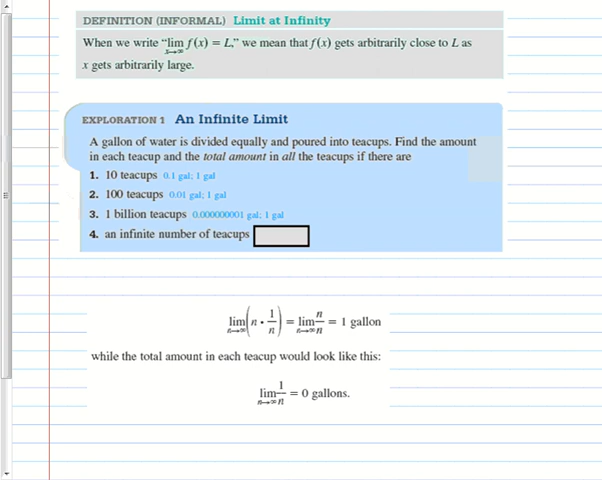 DEFINITION (INFORMAL) Limit at Infinity
When we write “lim x→∞ f(x) = L,” we mean that f(x) gets arbitrarily close to L as
x gets arbitrarily large.
EXPLORATION 1 An Infinite Limit
A gallon of water is divided equally and poured into teacups. Find the amount
in each teacup and the total amount in all the teacups if there are
1. 10 teacups 0.1 gal; 1 gal
2. 100 teacups 0.01 gal; 1 gal
3. 1 billion teacups 0.000000001 gal; 1 gal
4. an infinite number of teacups
lim n→∞ (n • 1/n) = lim n→∞ n/n = 1 gallon
while the total amount in each teacup would look like this:
lim n→∞ 1/n = 0 gallons.